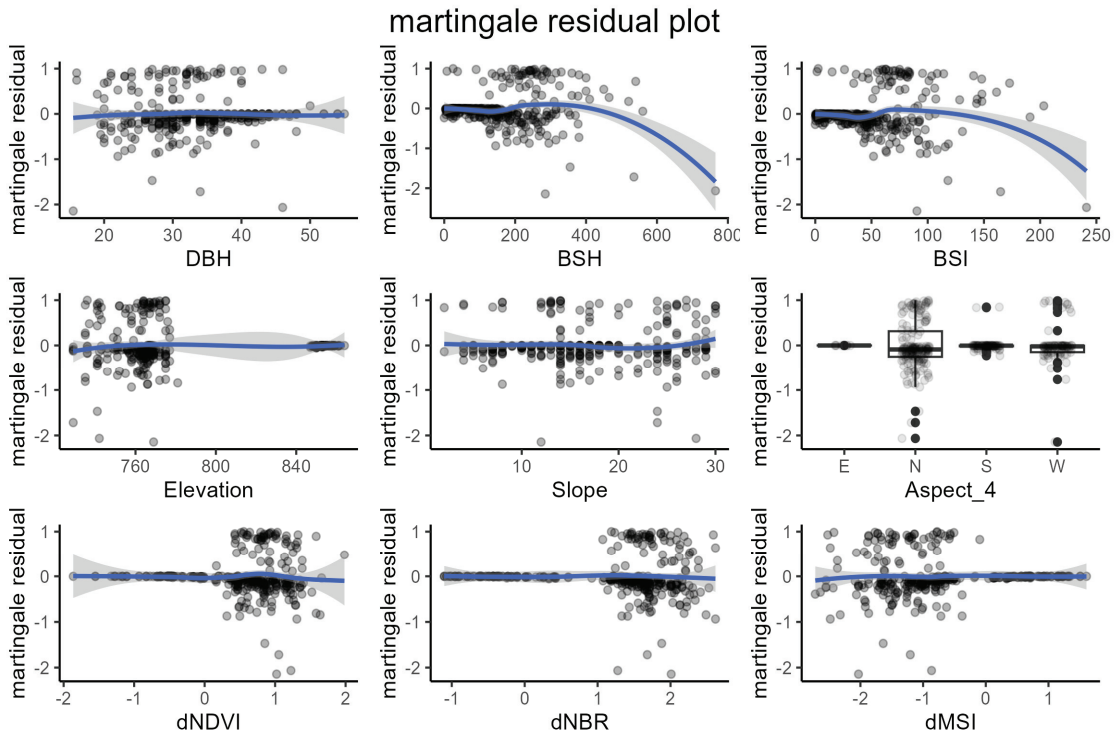 martingale residual plot
martingale residual
1
0
-1
-2
20 30 40 50
DBH
martingale residual
1
0
-1
-2
0 200 400 600 800
BSH
martingale residual
1
0
-1
-2
0 50 100 150 200 250
BSI
martingale residual
1
0
-1
-2
760 800 840
Elevation
martingale residual
1
0
-1
-2
10 20 30
Slope
martingale residual
1
0
-1
-2
E N S W
Aspect_4
martingale residual
1
0
-1
-2
-2 -1 0 1 2
dNDVI
martingale residual
1
0
-1
-2
-1 0 1 2
dNBR
martingale residual
1
0
-1
-2
-2 -1 0 1
dMSI